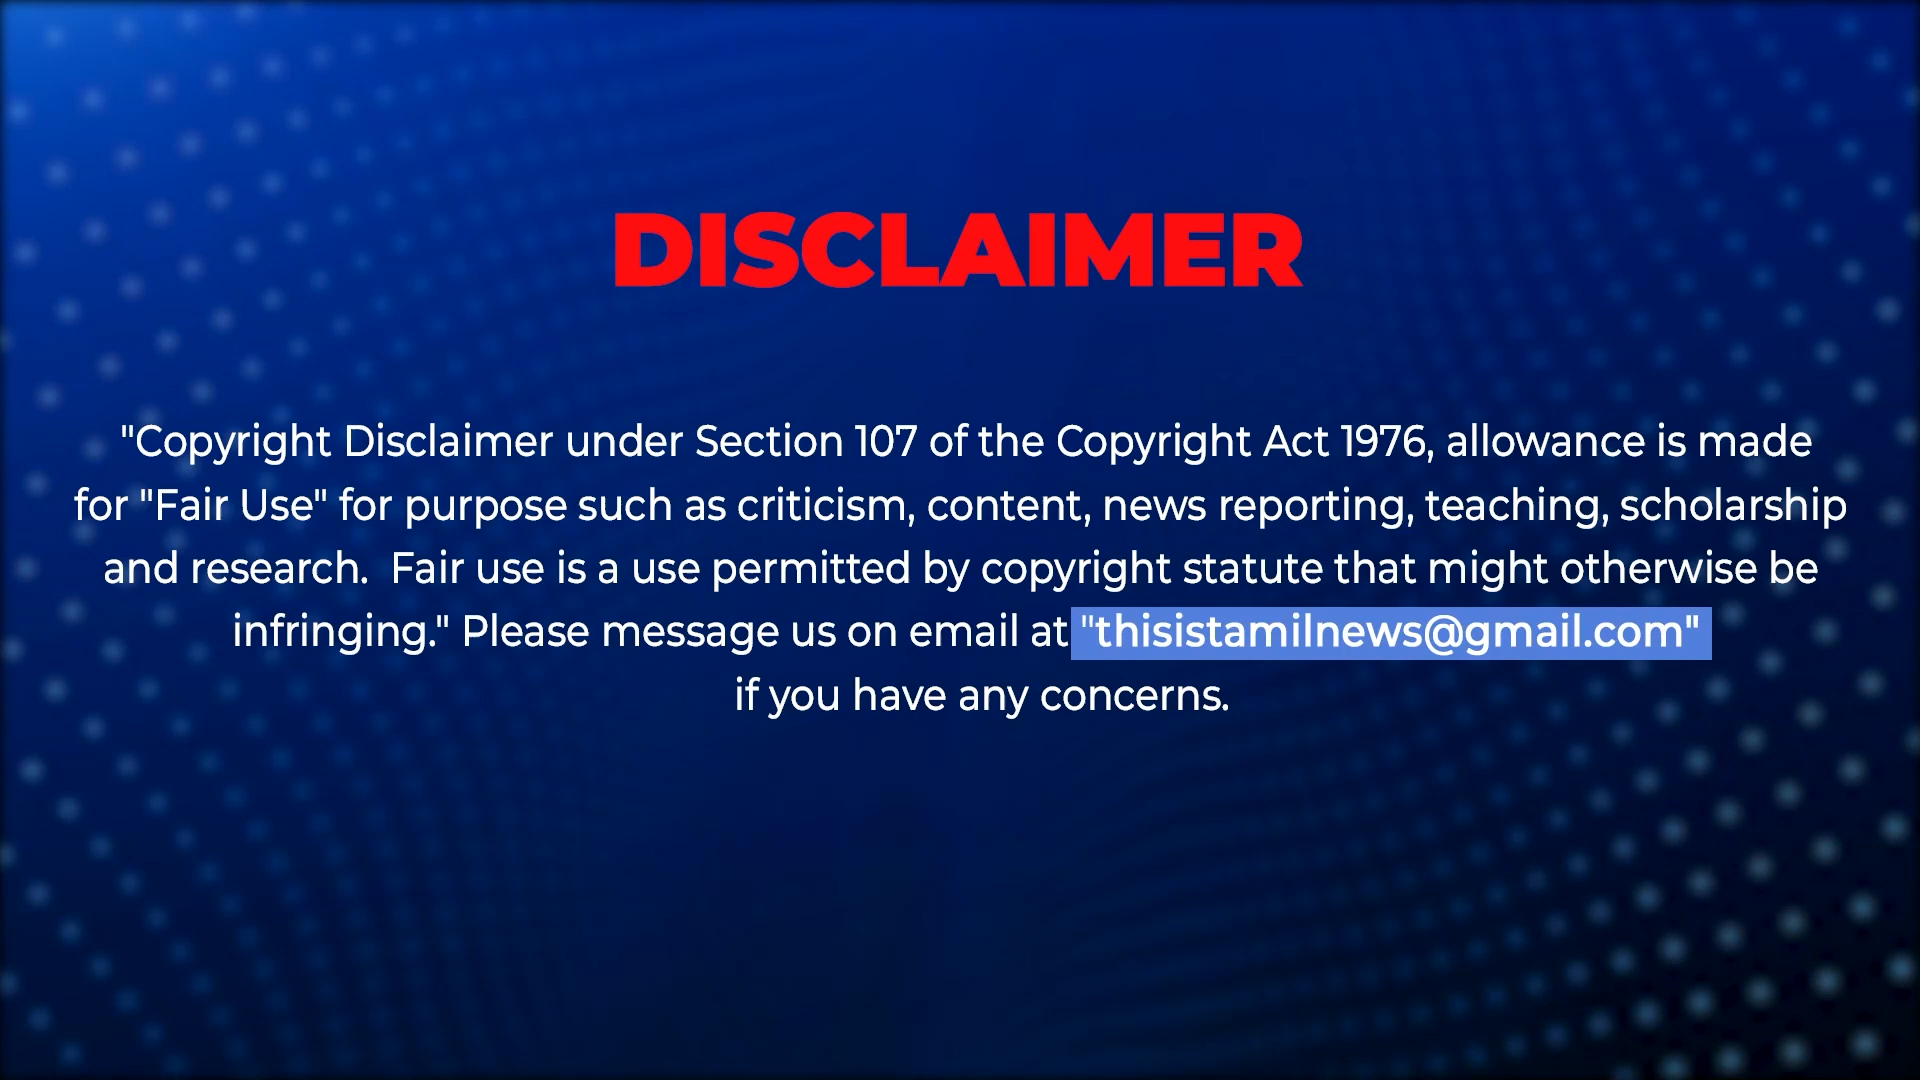 DISCLAIMER
"Copyright Disclaimer under Section 107 of the Copyright Act 1976, allowance is made
for "Fair Use" for purpose such as criticism, content, news reporting, teaching, scholarship
and research.  Fair use is a use permitted by copyright statute that might otherwise be
infringing." Please message us on email at "thisistamilnews@gmail.com"
if you have any concerns.